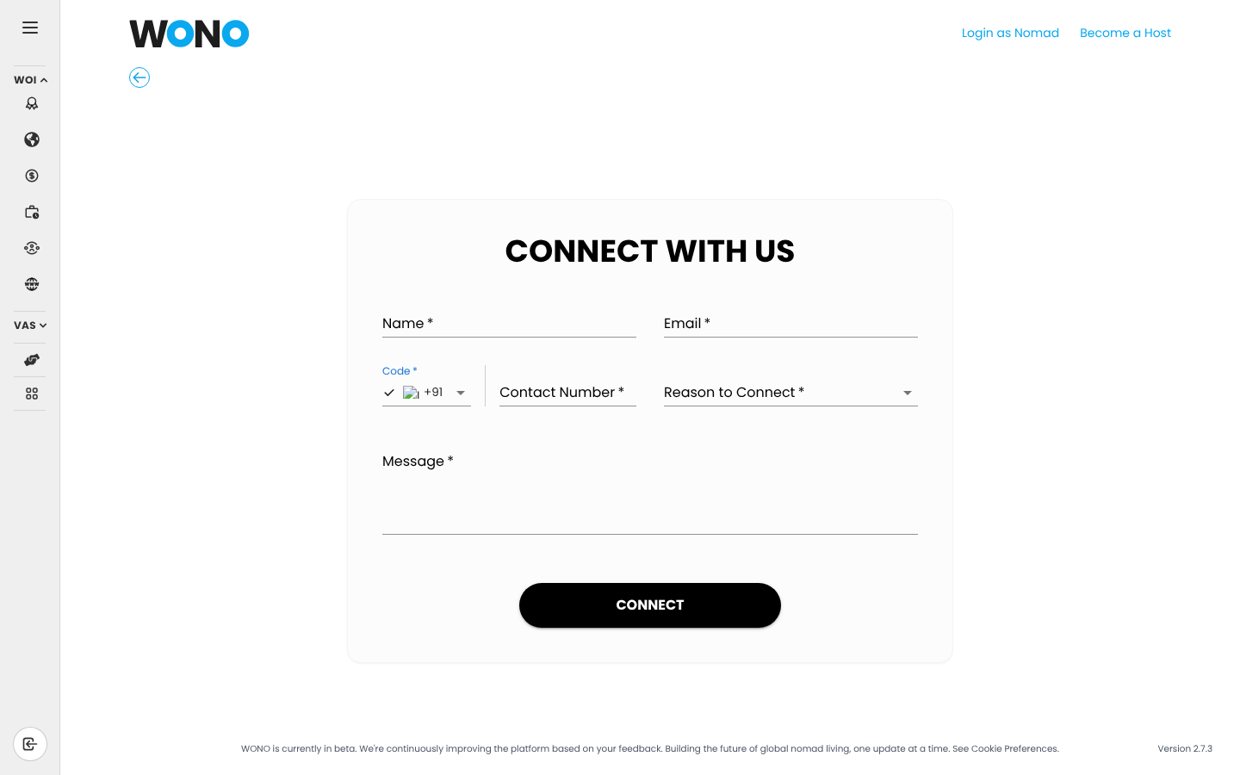 WONO
Login as Nomad
Become a Host
WOI
VAS
CONNECT WITH US
Name *
Email *
Code *
+91
Contact Number *
Reason to Connect *
Message *
CONNECT
WONO is currently in beta. We're continuously improving the platform based on your feedback. Building the future of global nomad living, one update at a time. See Cookie Preferences.
Version 2.7.3